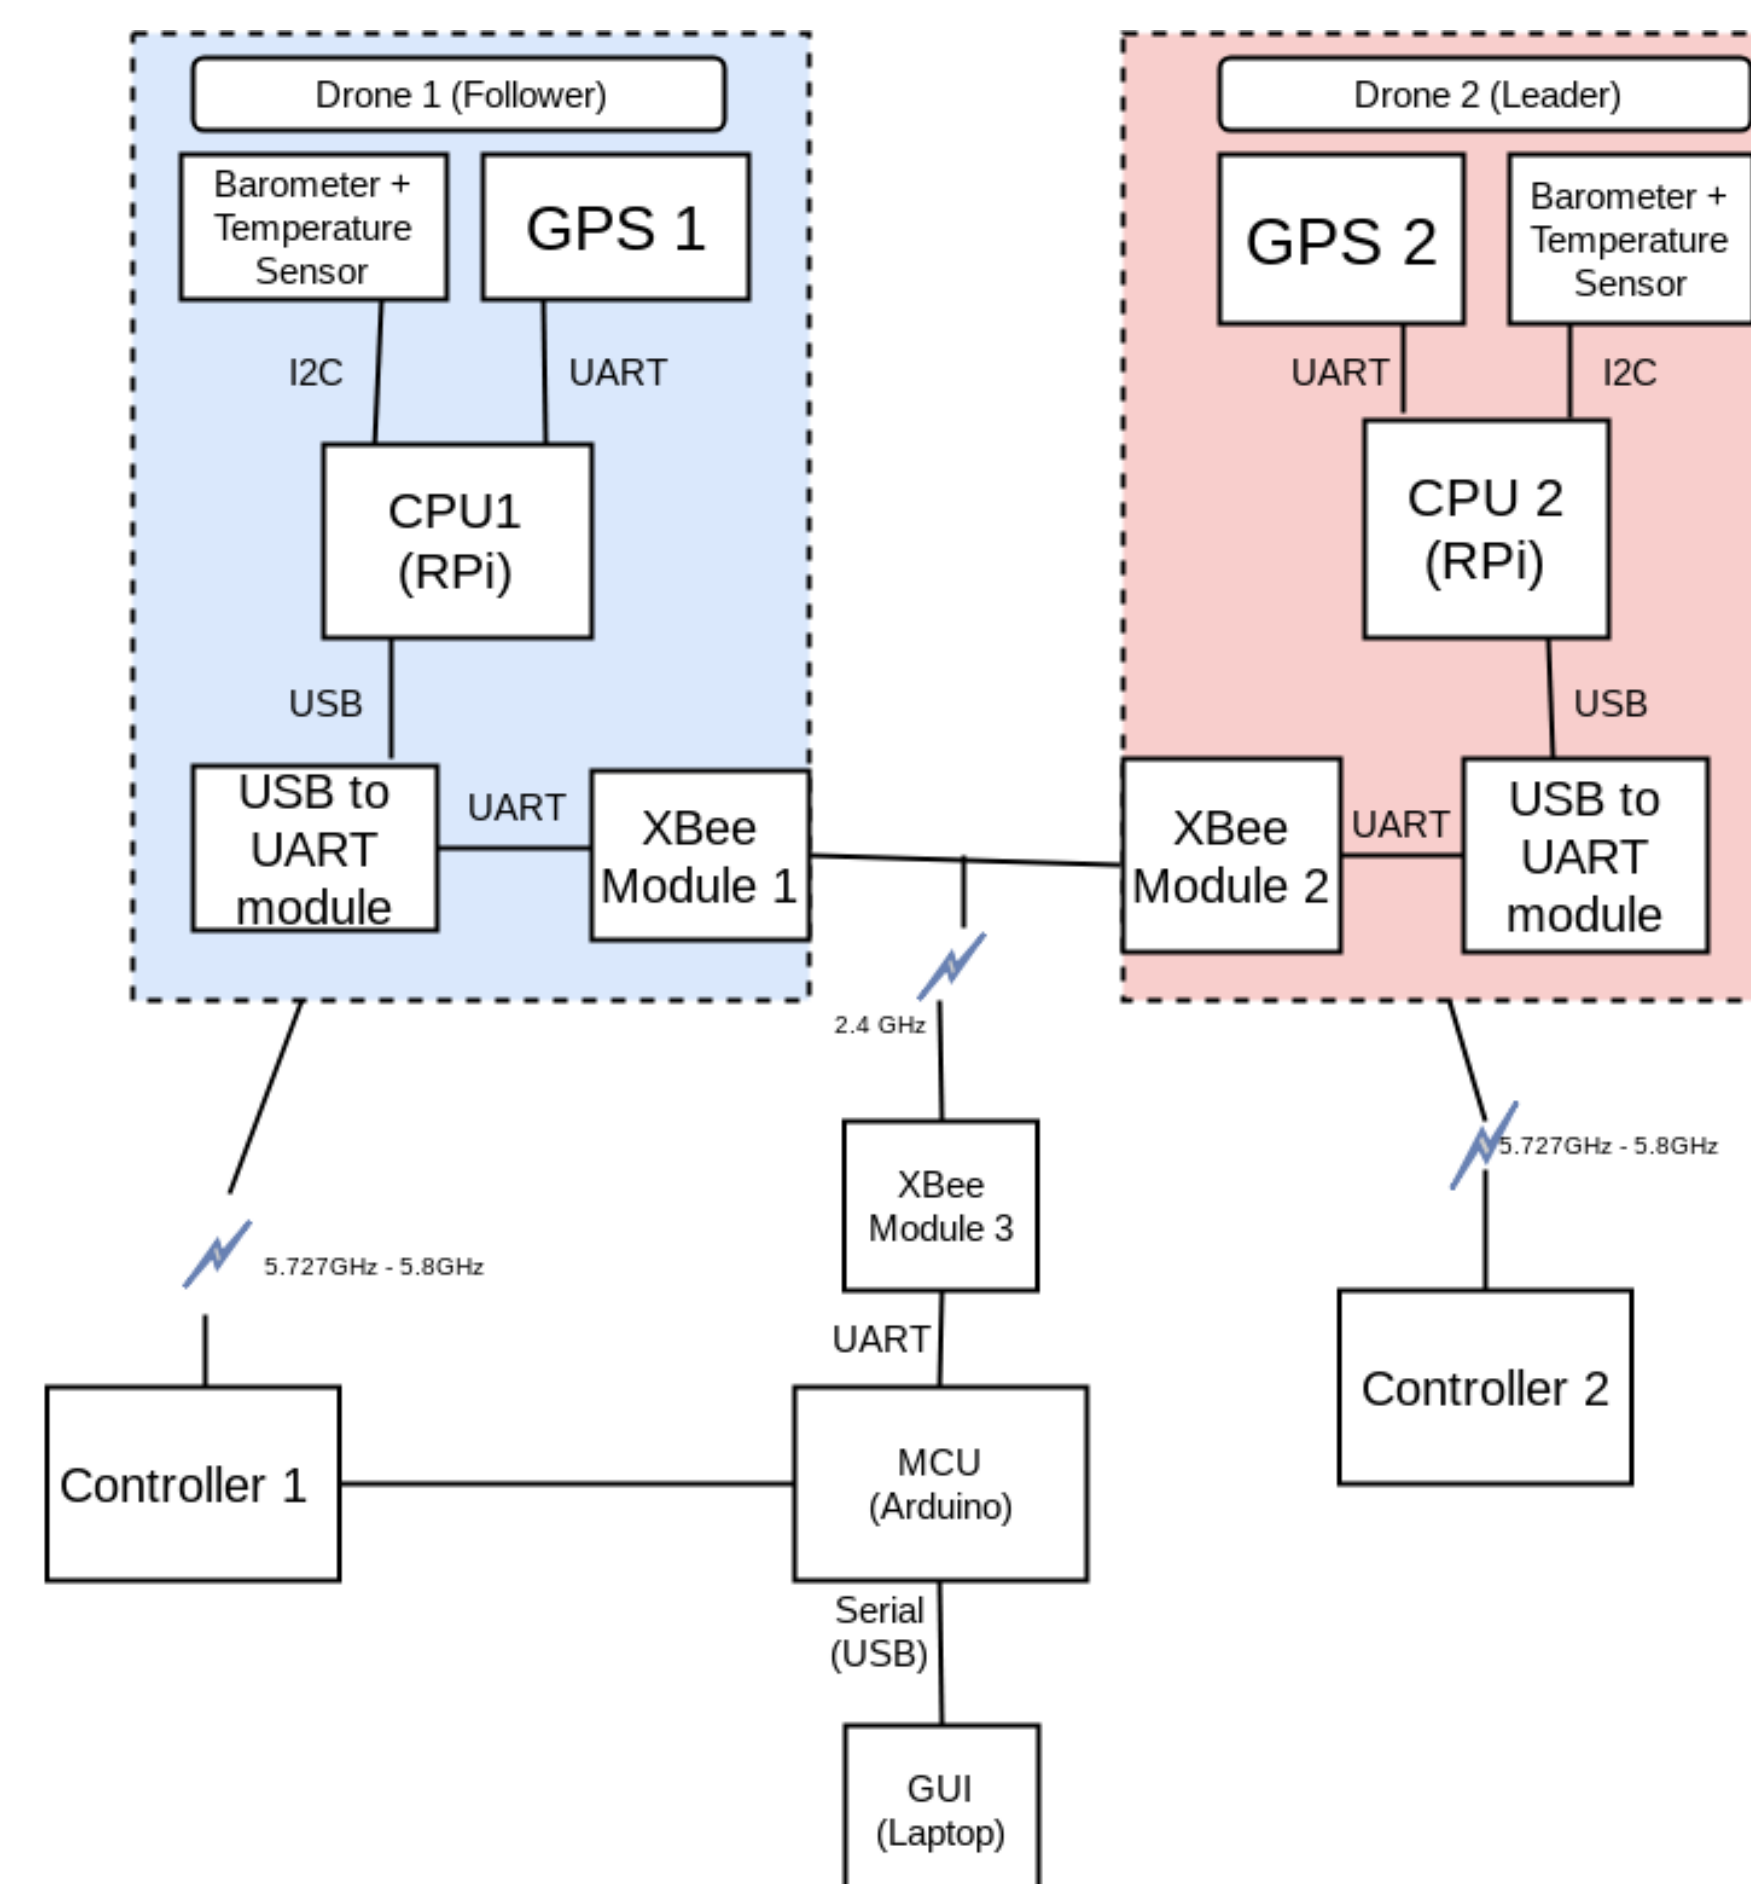 Drone 1 (Follower)
Drone 2 (Leader)
Barometer +
Temperature
Sensor
GPS 1
GPS 2
Barometer +
Temperature
Sensor
I2C
UART
UART
I2C
CPU1
(RPi)
CPU 2
(RPi)
USB
USB
USB to
UART
module
UART
XBee
Module 1
XBee
Module 2
UART
USB to
UART
module
2.4 GHz
5.727GHz - 5.8GHz
XBee
Module 3
5.727GHz - 5.8GHz
UART
Controller 1
MCU
(Arduino)
Controller 2
Serial
(USB)
GUI
(Laptop)